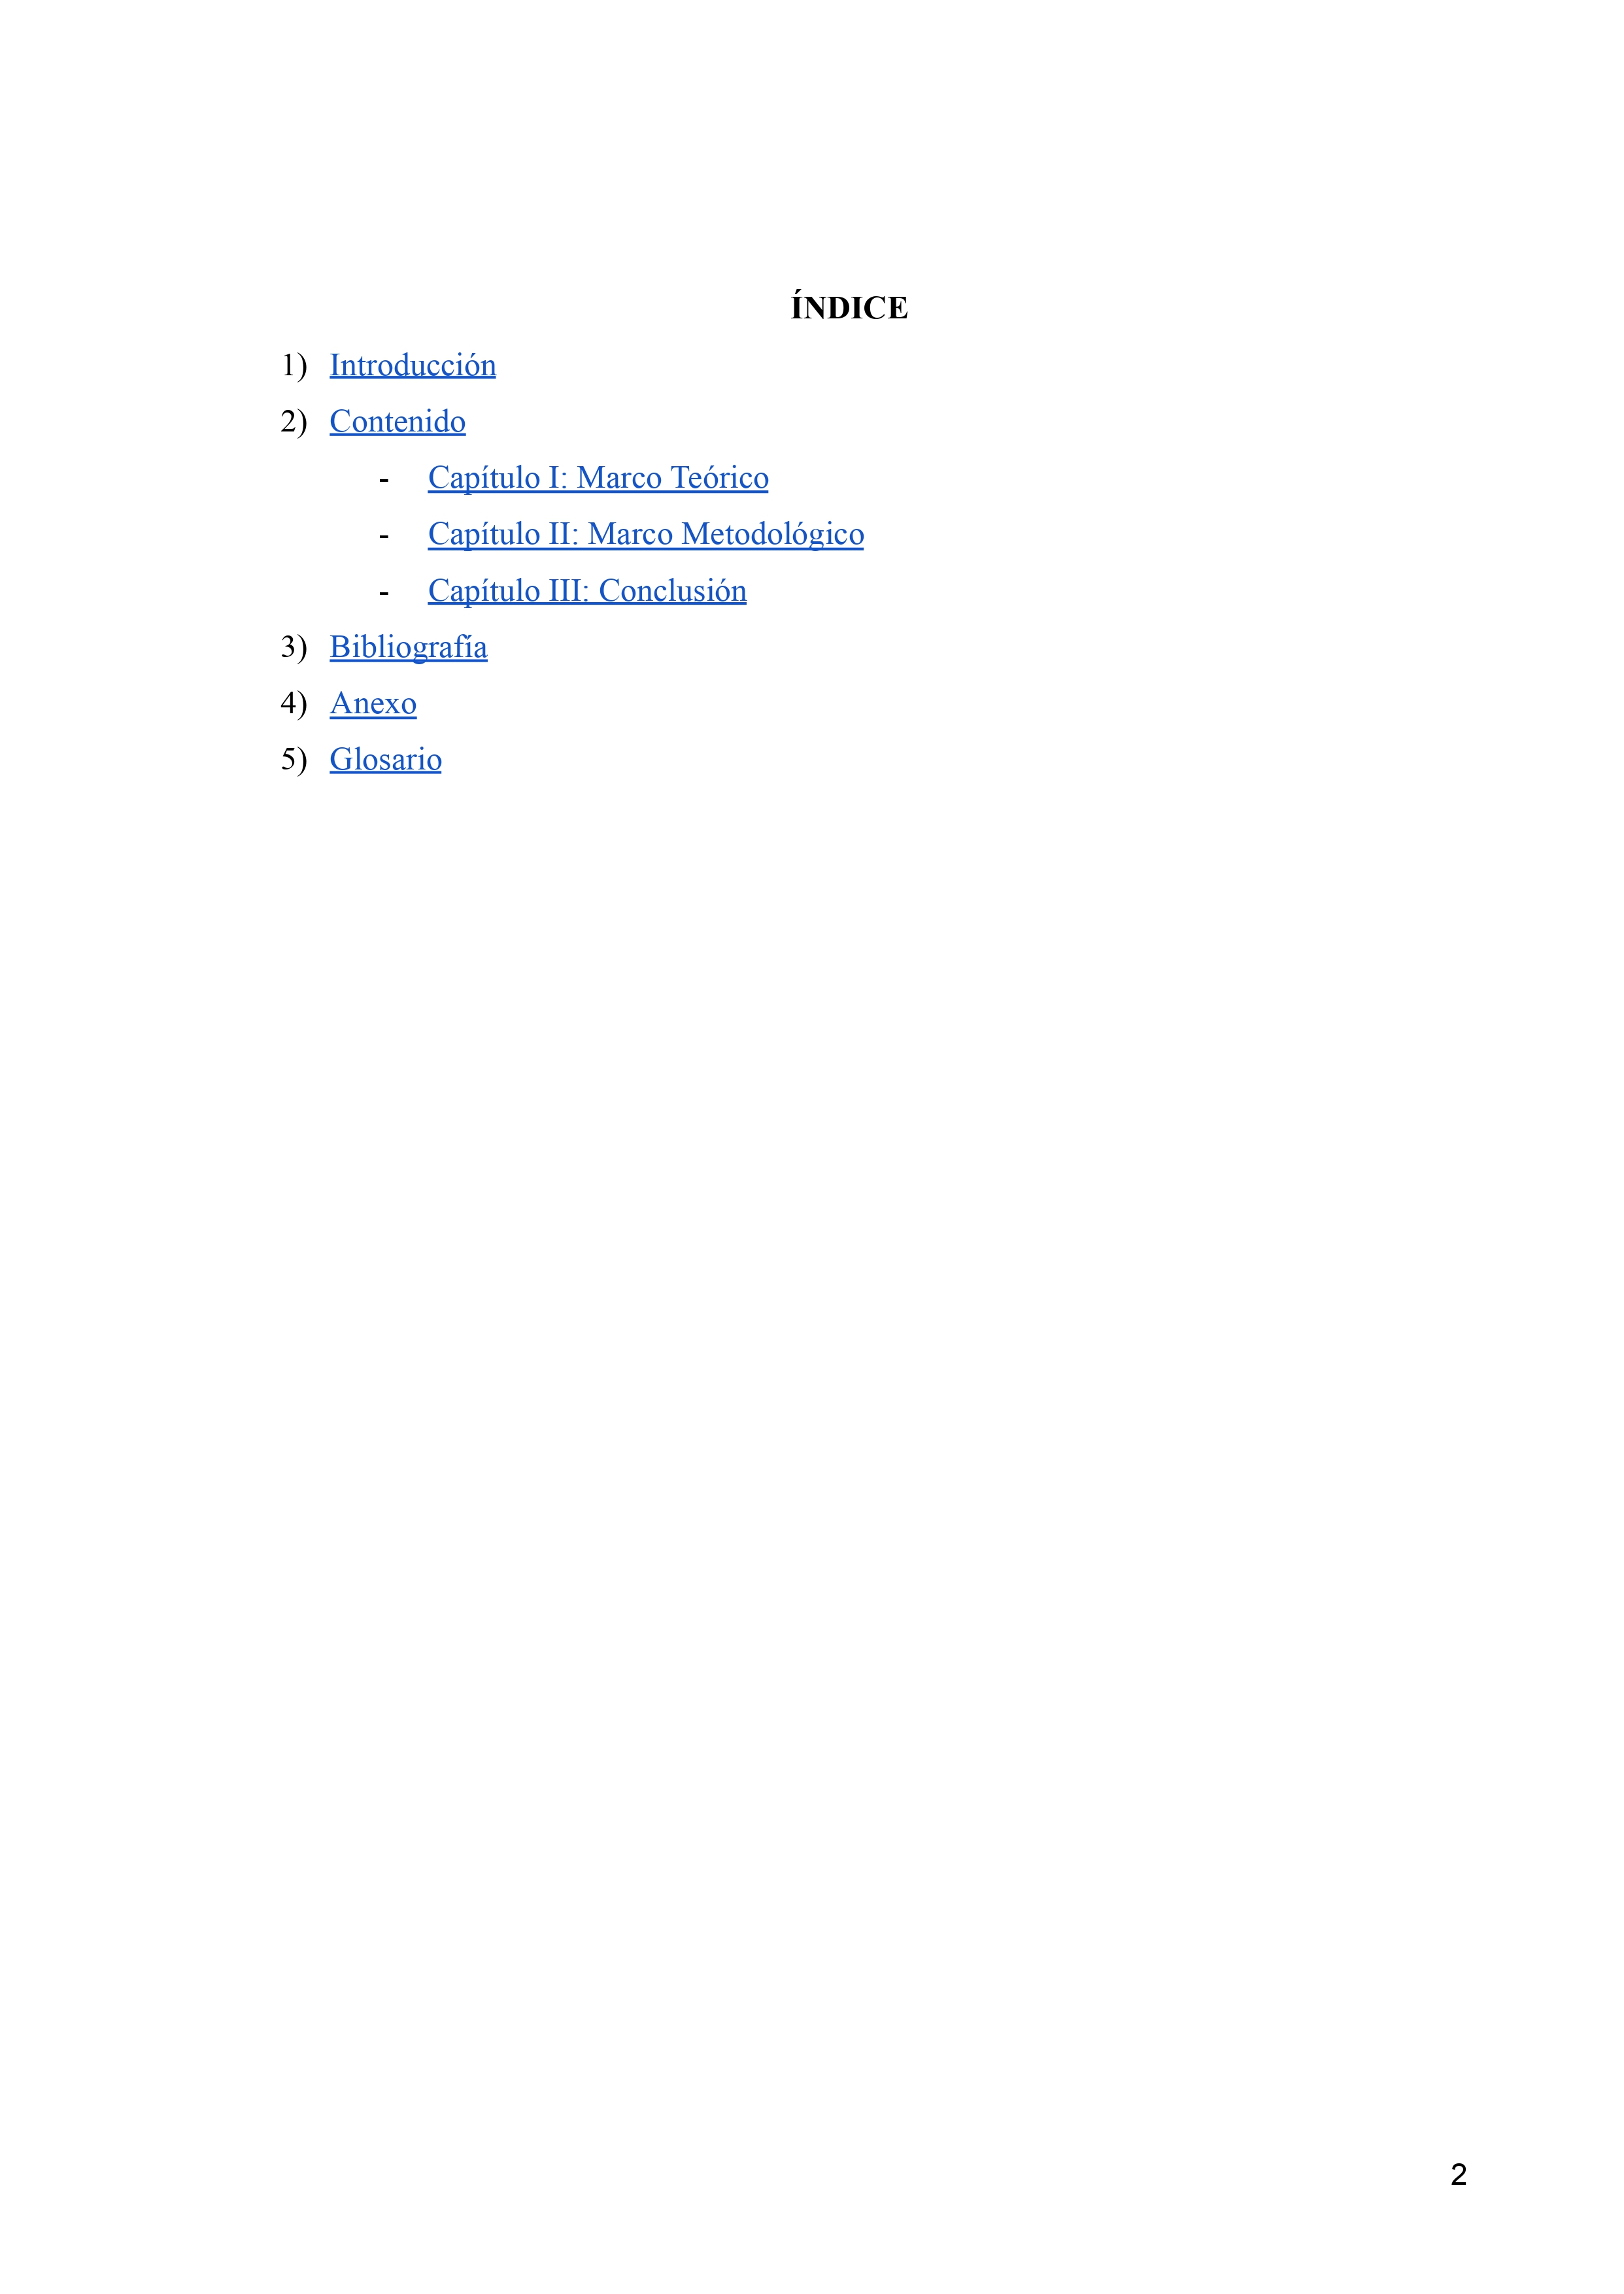 ÍNDICE
1) Introducción
2) Contenido
- Capítulo I: Marco Teórico
- Capítulo II: Marco Metodológico
- Capítulo III: Conclusión
3) Bibliografía
4) Anexo
5) Glosario
2